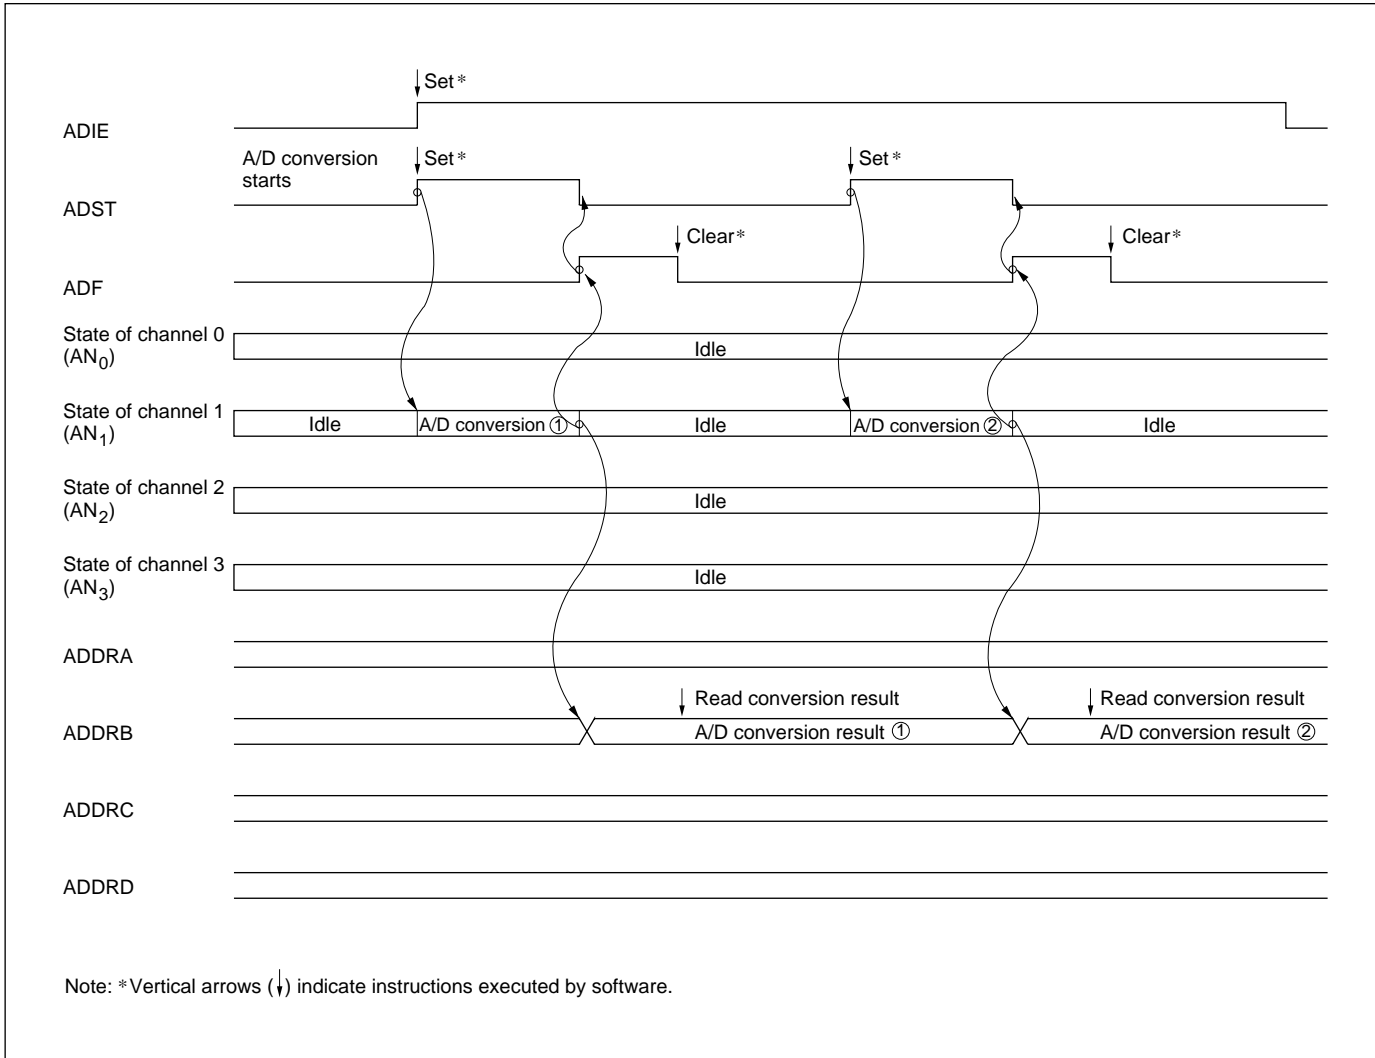 Set*
ADIE
A/D conversion
starts
Set*
Set*
ADST
Clear*
Clear*
ADF
State of channel 0
(AN0)
Idle
State of channel 1
(AN1)
Idle
A/D conversion ①
Idle
A/D conversion ②
Idle
State of channel 2
(AN2)
Idle
State of channel 3
(AN3)
Idle
ADDRA
Read conversion result
Read conversion result
ADDRB
A/D conversion result ①
A/D conversion result ②
ADDRC
ADDRD
Note: *Vertical arrows (↓) indicate instructions executed by software.